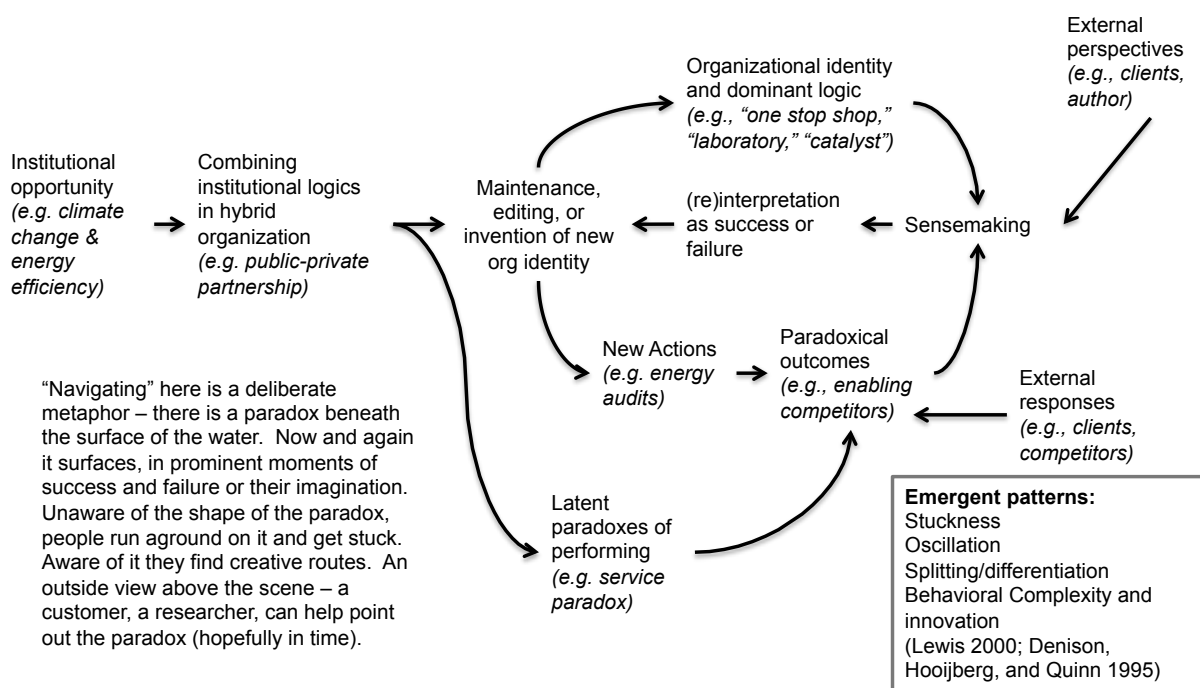 Institutional
opportunity
(e.g. climate
change &
energy
efficiency)
Combining
institutional logics
in hybrid
organization
(e.g. public-private
partnership)
Maintenance,
editing, or
invention of new
org identity
Organizational identity
and dominant logic
(e.g., “one stop shop,”
“laboratory,” “catalyst”)
(re)interpretation
as success or
failure
Sensemaking
External
perspectives
(e.g., clients,
author)
New Actions
(e.g. energy
audits)
Paradoxical
outcomes
(e.g., enabling
competitors)
External
responses
(e.g., clients,
competitors)
Latent
paradoxes of
performing
(e.g. service
paradox)
“Navigating” here is a deliberate
metaphor – there is a paradox beneath
the surface of the water.  Now and again
it surfaces, in prominent moments of
success and failure or their imagination.
Unaware of the shape of the paradox,
people run aground on it and get stuck.
Aware of it they find creative routes.  An
outside view above the scene – a
customer, a researcher, can help point
out the paradox (hopefully in time).
Emergent patterns:
Stuckness
Oscillation
Splitting/differentiation
Behavioral Complexity and
innovation
(Lewis 2000; Denison,
Hooijberg, and Quinn 1995)